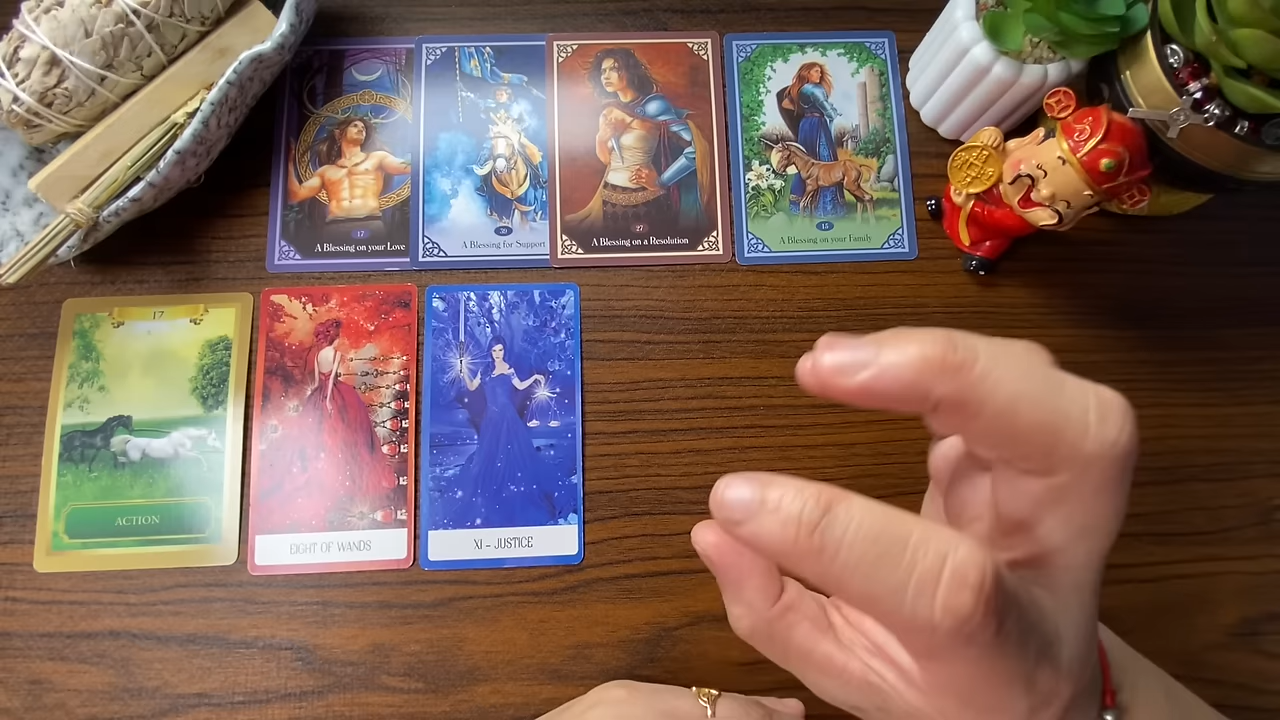 17
A Blessing on your Love
39
A Blessing for Support
27
A Blessing on a Resolution
15
A Blessing on your Family
17
ACTION
EIGHT OF WANDS
XI – JUSTICE